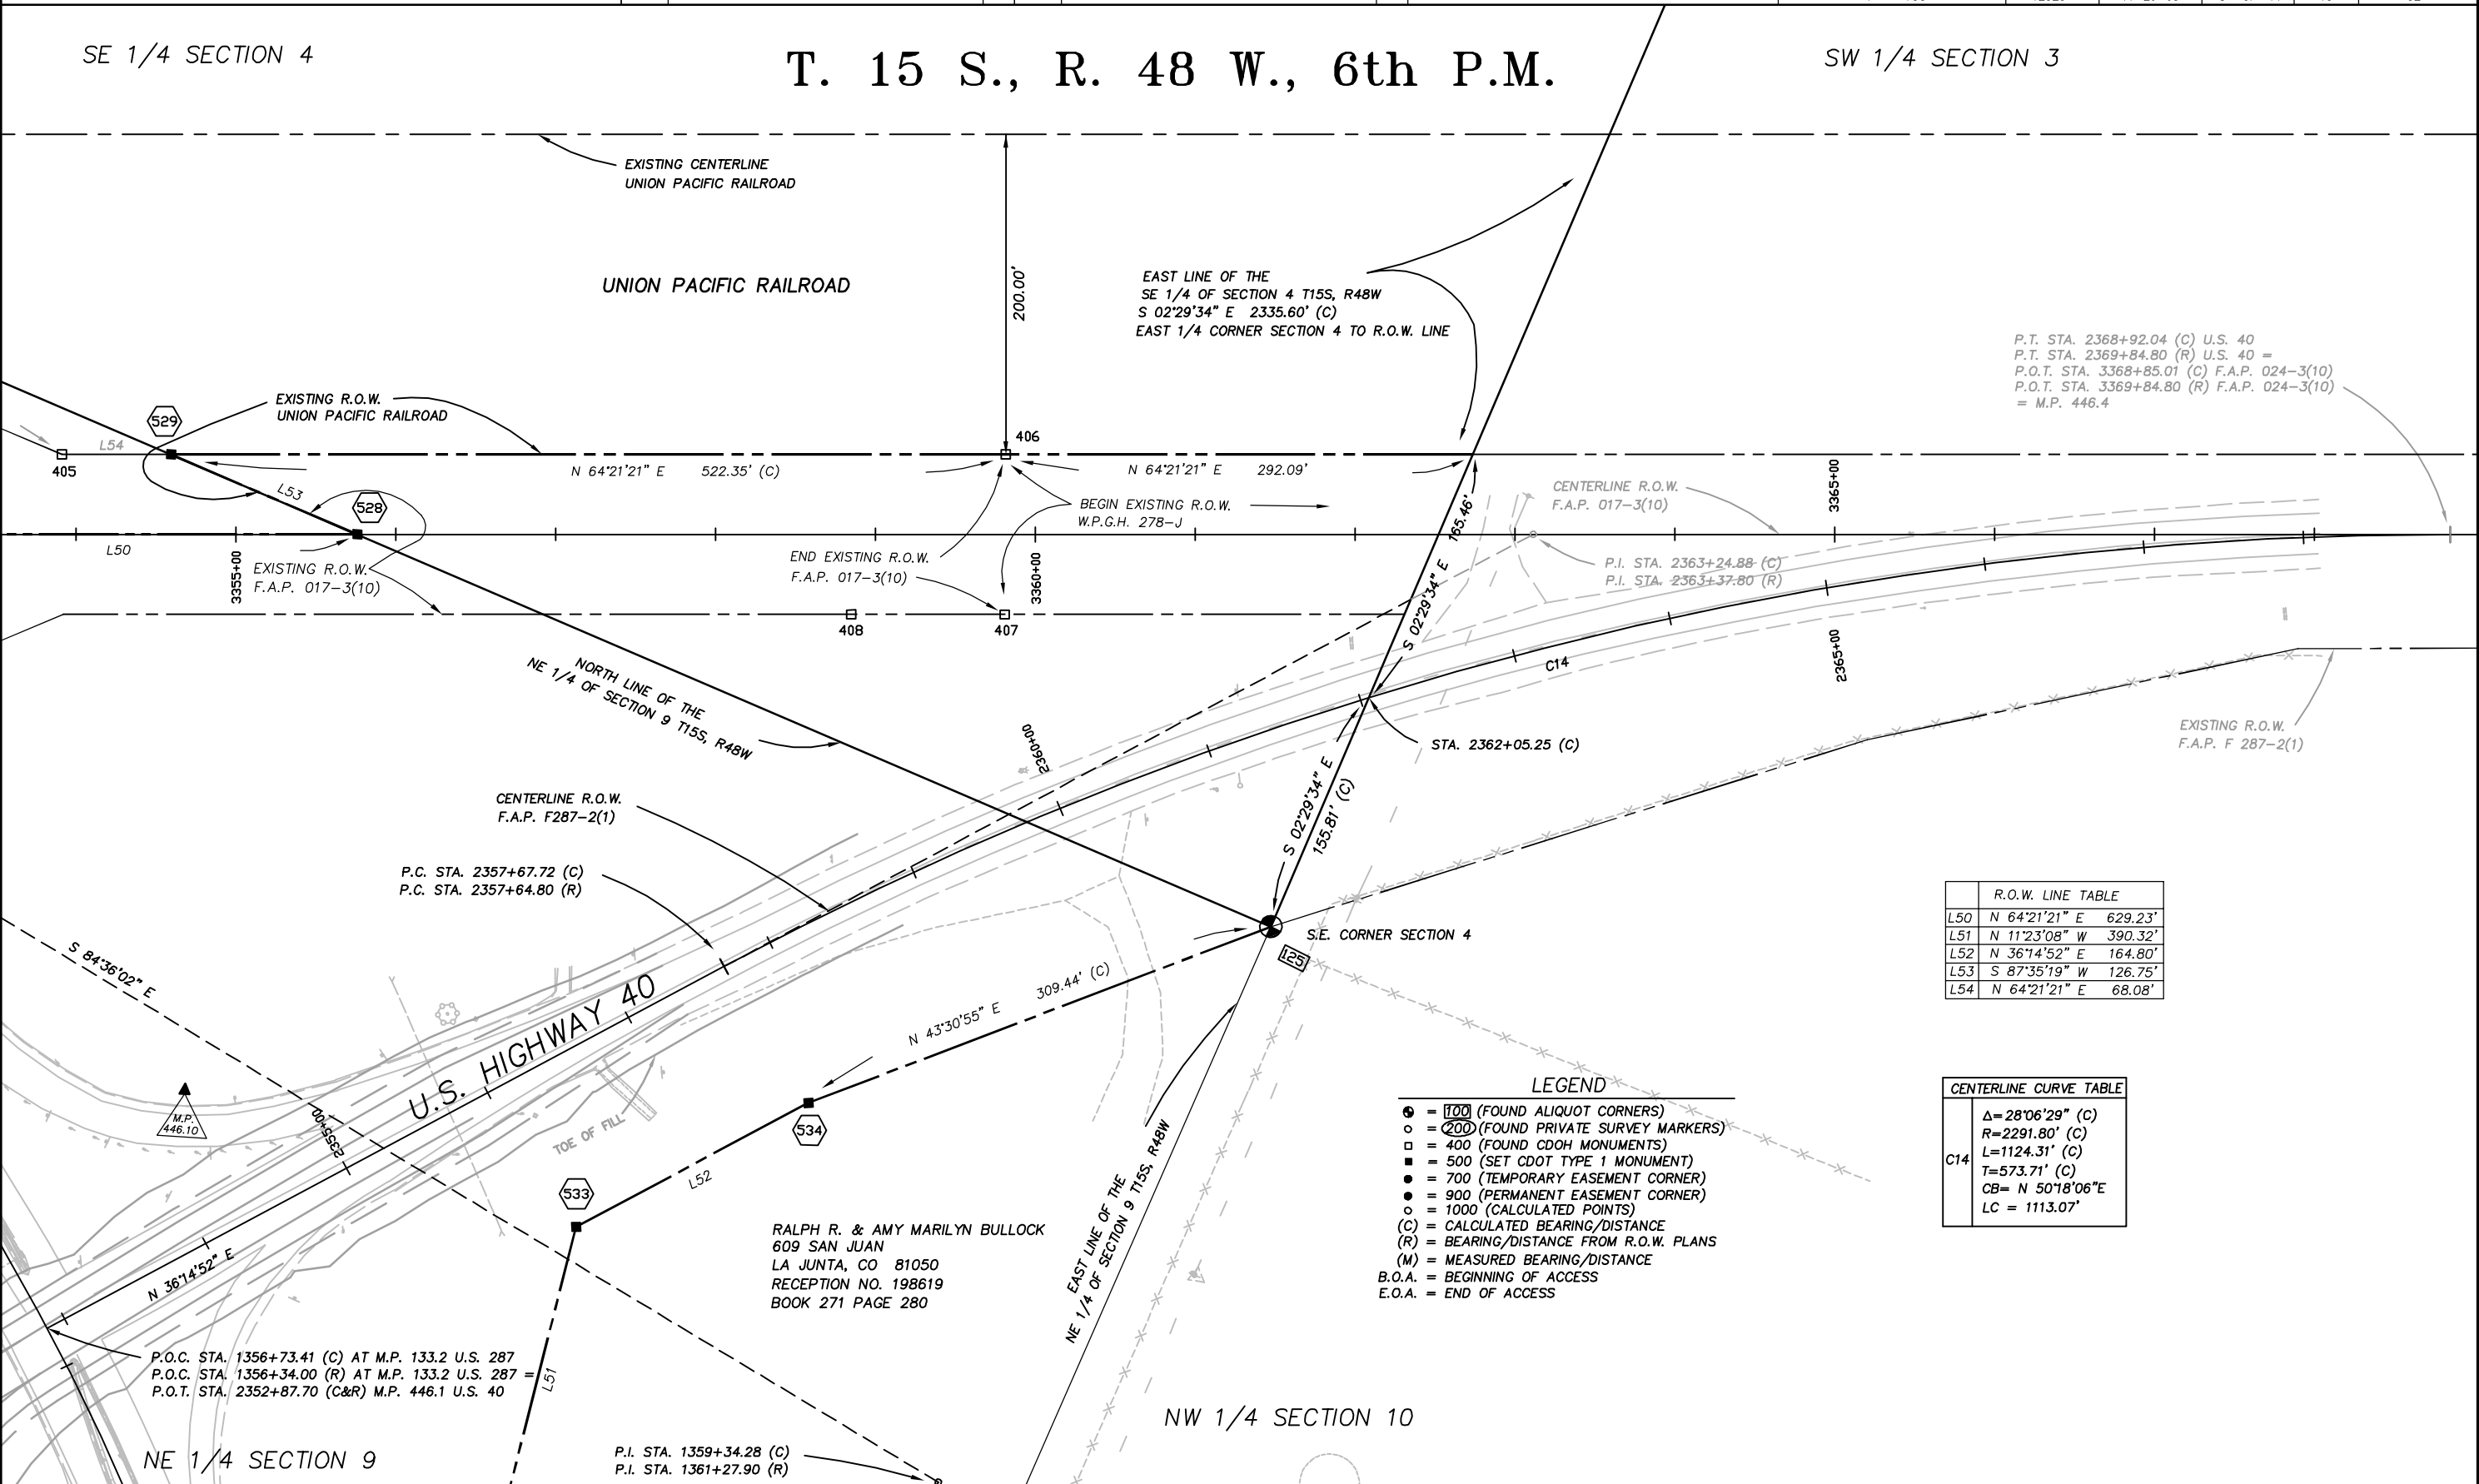 SE 1/4 SECTION 4
T. 15 S., R. 48 W., 6th P.M.
SW 1/4 SECTION 3
EXISTING CENTERLINE
UNION PACIFIC RAILROAD
UNION PACIFIC RAILROAD
200.00'
EAST LINE OF THE
SE 1/4 OF SECTION 4 T15S, R48W
S 02°29'34" E 2335.60' (C)
EAST 1/4 CORNER SECTION 4 TO R.O.W. LINE
P.T. STA. 2368+92.04 (C) U.S. 40
P.T. STA. 2369+84.80 (R) U.S. 40 =
P.O.T. STA. 3368+85.01 (C) F.A.P. 024-3(10)
P.O.T. STA. 3369+84.80 (R) F.A.P. 024-3(10)
= M.P. 446.4
EXISTING R.O.W.
UNION PACIFIC RAILROAD
529
L54
405
406
N 64°21'21" E 522.35' (C)
N 64°21'21" E 292.09'
L53
528
BEGIN EXISTING R.O.W.
W.P.G.H. 278-J
CENTERLINE R.O.W.
F.A.P. 017-3(10)
3365+00
165.46'
S 02°29'34" E
L50
3355+00
EXISTING R.O.W.
F.A.P. 017-3(10)
END EXISTING R.O.W.
F.A.P. 017-3(10)
3360+00
P.I. STA. 2363+24.88 (C)
P.I. STA. 2363+37.80 (R)
408
407
2365+00
C14
NORTH LINE OF THE
NE 1/4 OF SECTION 9 T15S, R48W
2360+00
STA. 2362+05.25 (C)
EXISTING R.O.W.
F.A.P. F 287-2(1)
CENTERLINE R.O.W.
F.A.P. F287-2(1)
S 02°29'34" E
155.81' (C)
P.C. STA. 2357+67.72 (C)
P.C. STA. 2357+64.80 (R)
S.E. CORNER SECTION 4
125
R.O.W. LINE TABLE
L50 N 64°21'21" E 629.23'
L51 N 11°23'08" W 390.32'
L52 N 36°14'52" E 164.80'
L53 S 87°35'19" W 126.75'
L54 N 64°21'21" E 68.08'
S 84°36'02" E
U.S. HIGHWAY 40
N 43°30'55" E 309.44' (C)
M.P.
446.10
2355+00
TOE OF FILL
534
533
L52
N 36°14'52" E
RALPH R. & AMY MARILYN BULLOCK
609 SAN JUAN
LA JUNTA, CO 81050
RECEPTION NO. 198619
BOOK 271 PAGE 280
EAST LINE OF THE
NE 1/4 OF SECTION 9 T15S, R48W
LEGEND
= 100 (FOUND ALIQUOT CORNERS)
= 200 (FOUND PRIVATE SURVEY MARKERS)
= 400 (FOUND CDOH MONUMENTS)
= 500 (SET CDOT TYPE 1 MONUMENT)
= 700 (TEMPORARY EASEMENT CORNER)
= 900 (PERMANENT EASEMENT CORNER)
= 1000 (CALCULATED POINTS)
(C) = CALCULATED BEARING/DISTANCE
(R) = BEARING/DISTANCE FROM R.O.W. PLANS
(M) = MEASURED BEARING/DISTANCE
B.O.A. = BEGINNING OF ACCESS
E.O.A. = END OF ACCESS
CENTERLINE CURVE TABLE
C14
Δ=28°06'29" (C)
R=2291.80' (C)
L=1124.31' (C)
T=573.71' (C)
CB= N 50°18'06"E
LC = 1113.07'
P.O.C. STA. 1356+73.41 (C) AT M.P. 133.2 U.S. 287
P.O.C. STA. 1356+34.00 (R) AT M.P. 133.2 U.S. 287 =
P.O.T. STA. 2352+87.70 (C&R) M.P. 446.1 U.S. 40
L51
NE 1/4 SECTION 9
P.I. STA. 1359+34.28 (C)
P.I. STA. 1361+27.90 (R)
NW 1/4 SECTION 10